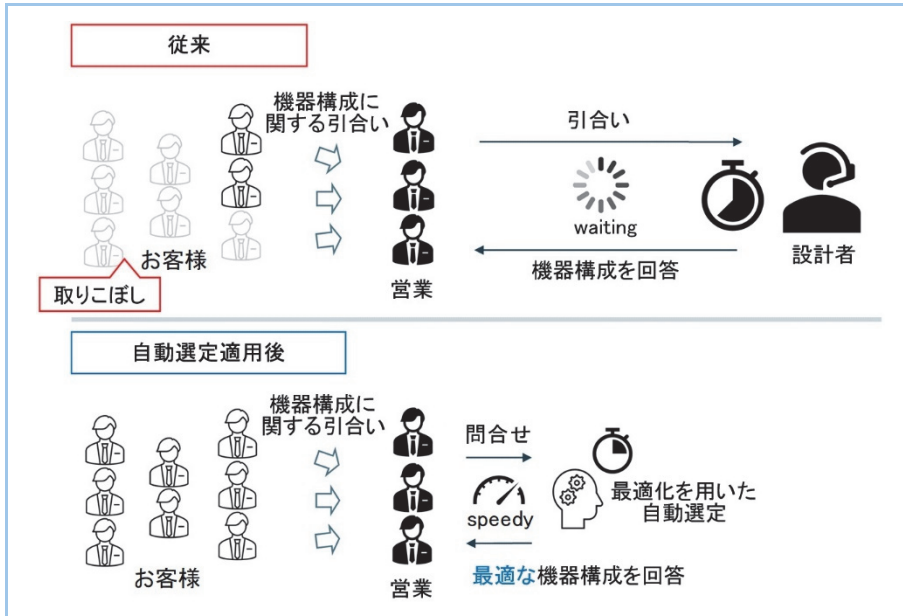 従来
機器構成に
関する引合い
引合い
waiting
機器構成を回答
設計者
お客様
営業
取りこぼし
自動選定適用後
機器構成に
関する引合い
問合せ
speedy
最適化を用いた
自動選定
最適な機器構成を回答
お客様
営業